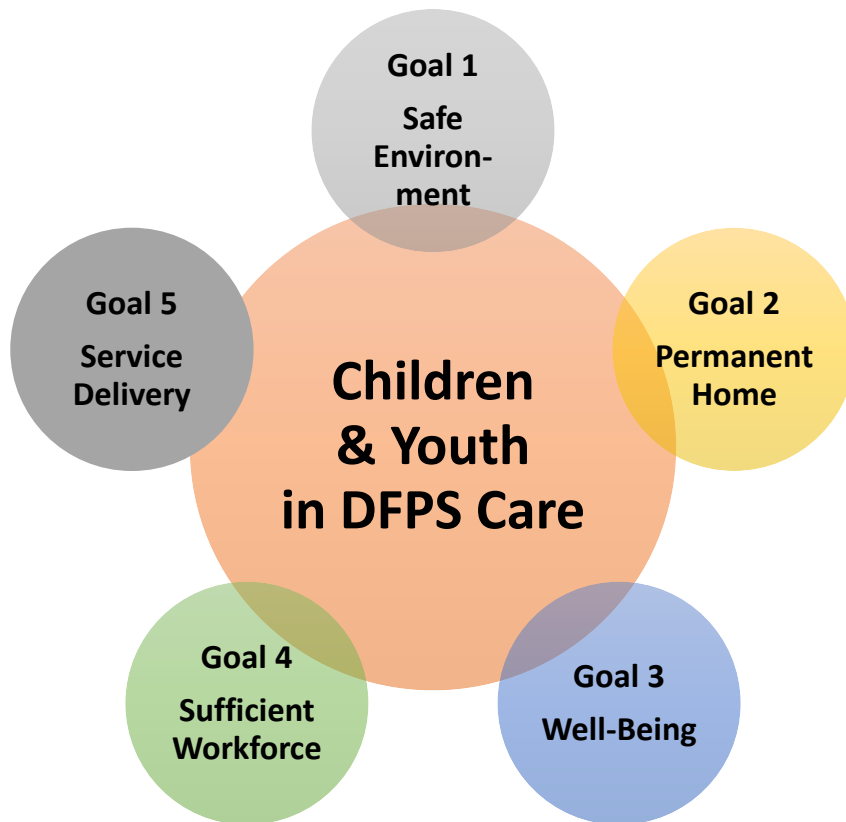 Goal 1
Safe
Environ-
ment
Goal 5
Service
Delivery
Goal 2
Permanent
Home
Children
& Youth
in DFPS Care
Goal 4
Sufficient
Workforce
Goal 3
Well-Being